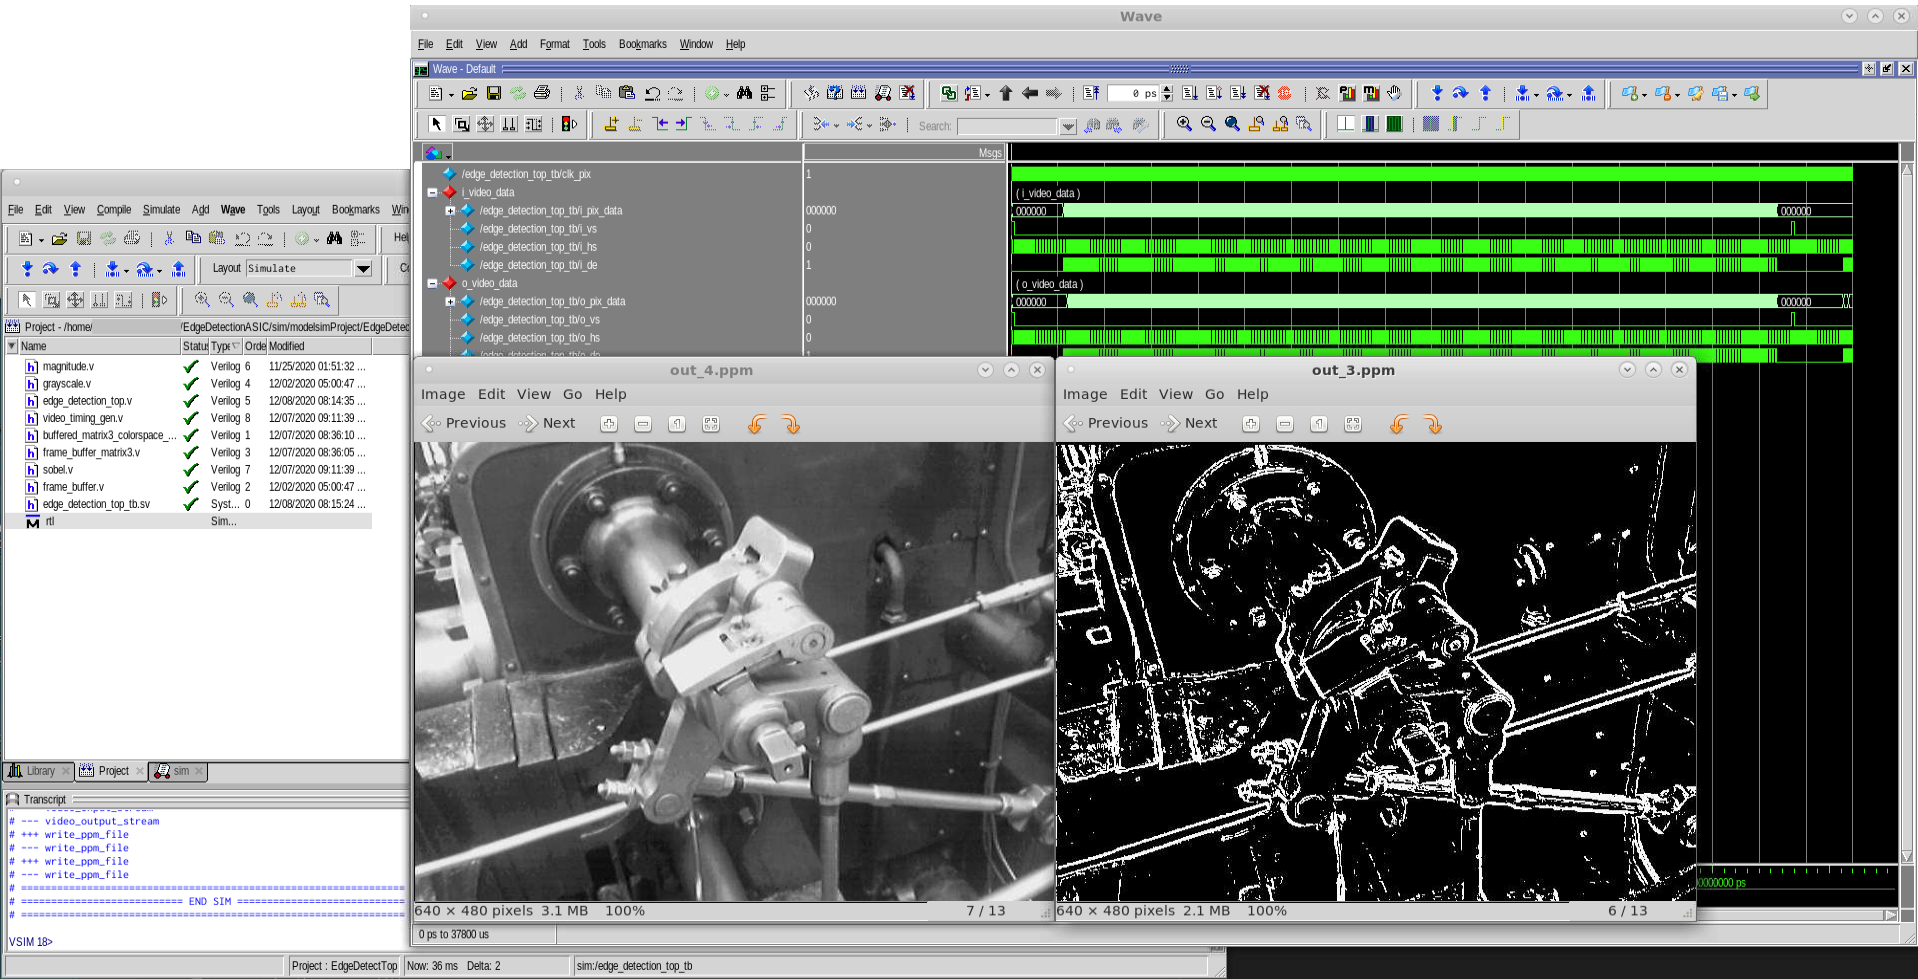 Wave
File Edit View Add Format Tools Bookmarks Window Help
Wave - Default
0 ps
Search:
Msgs
/edge_detection_top_tb/clk_pix 1
i_video_data ( i_video_data )
/edge_detection_top_tb/i_pix_data 000000 000000 000000
/edge_detection_top_tb/i_vs 0
/edge_detection_top_tb/i_hs 0
/edge_detection_top_tb/i_de 1
o_video_data ( o_video_data )
/edge_detection_top_tb/o_pix_data 000000 000000 000000
/edge_detection_top_tb/o_vs 0
/edge_detection_top_tb/o_hs 0
File Edit View Compile Simulate Add Wave Tools Layout Bookmarks Win
Hel
Layout Simulate
Project - /home/ /EdgeDetectionASIC/sim/modelsimProject/EdgeDetec
Name Statu Type Orde Modified
magnitude.v Verilog 6 11/25/2020 01:51:32 ...
grayscale.v Verilog 4 12/02/2020 05:00:47 ...
edge_detection_top.v Verilog 5 12/08/2020 08:14:35 ...
video_timing_gen.v Verilog 8 12/07/2020 09:11:39 ...
buffered_matrix3_colorspace_... Verilog 1 12/07/2020 08:36:10 ...
frame_buffer_matrix3.v Verilog 3 12/07/2020 08:36:05 ...
sobel.v Verilog 7 12/07/2020 09:11:39 ...
frame_buffer.v Verilog 2 12/02/2020 05:00:47 ...
edge_detection_top_tb.sv Syst... 0 12/08/2020 08:15:24 ...
rtl Sim...
Library Project sim
Transcript
# --- video_output_stream
# +++ write_ppm_file
# --- write_ppm_file
# +++ write_ppm_file
# --- write_ppm_file
# ================================================================
# =========================== END SIM ============================
# ================================================================
VSIM 18>
Project : EdgeDetectTop Now: 36 ms Delta: 2 sim:/edge_detection_top_tb
out_4.ppm
Image Edit View Go Help
Previous Next
640 × 480 pixels 3.1 MB 100% 7 / 13
out_3.ppm
Image Edit View Go Help
Previous Next
640 × 480 pixels 2.1 MB 100% 6 / 13
0000000 ps
0 ps to 37800 us